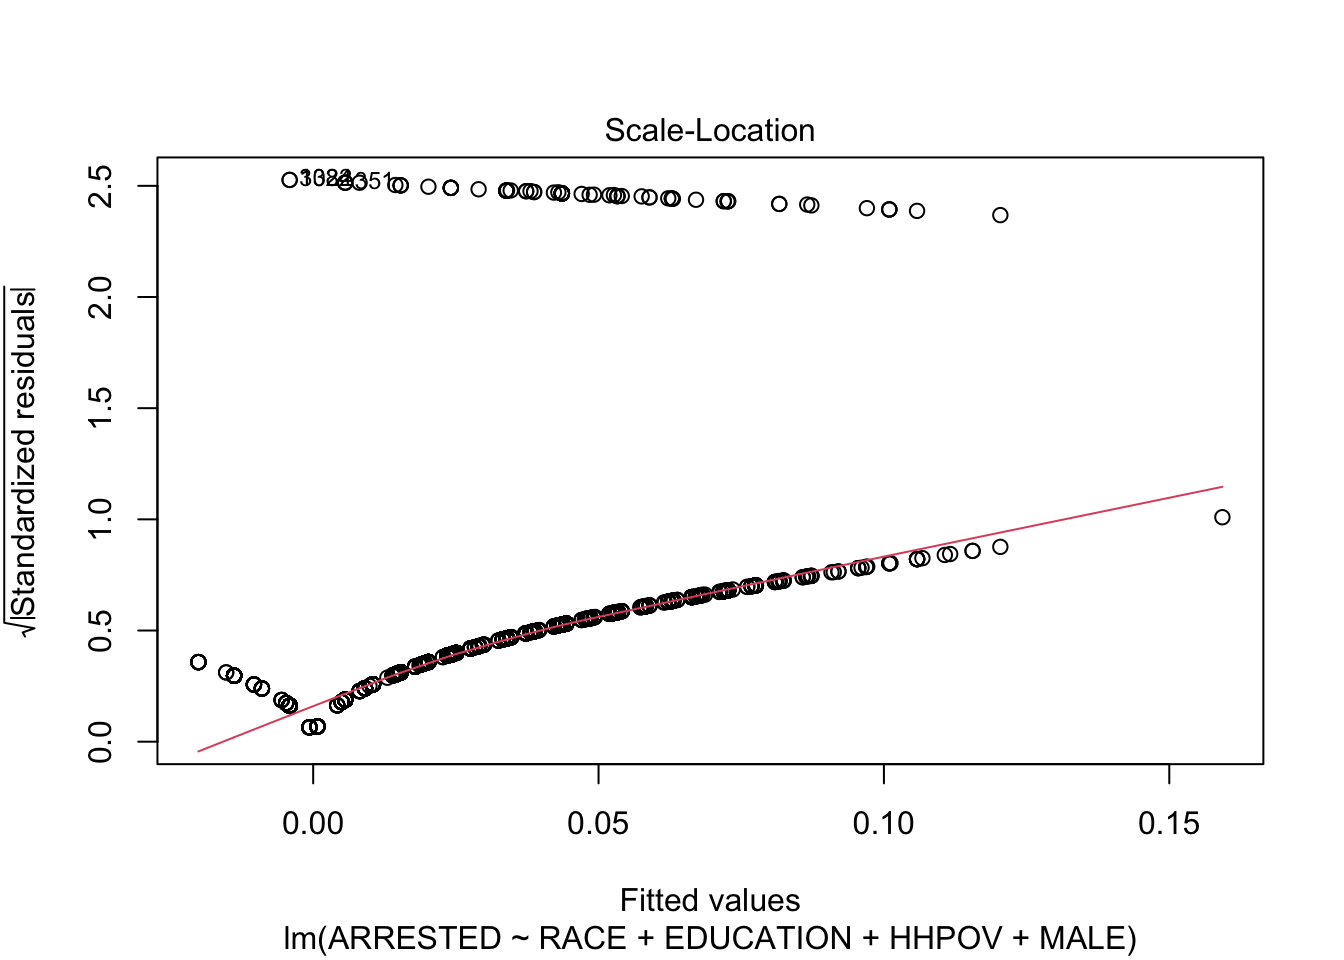 Scale-Location
√|Standardized residuals|
2.5
2.0
1.5
1.0
0.5
0.0
0.00 0.05 0.10 0.15
Fitted values
lm(ARRESTED ~ RACE + EDUCATION + HHPOV + MALE)